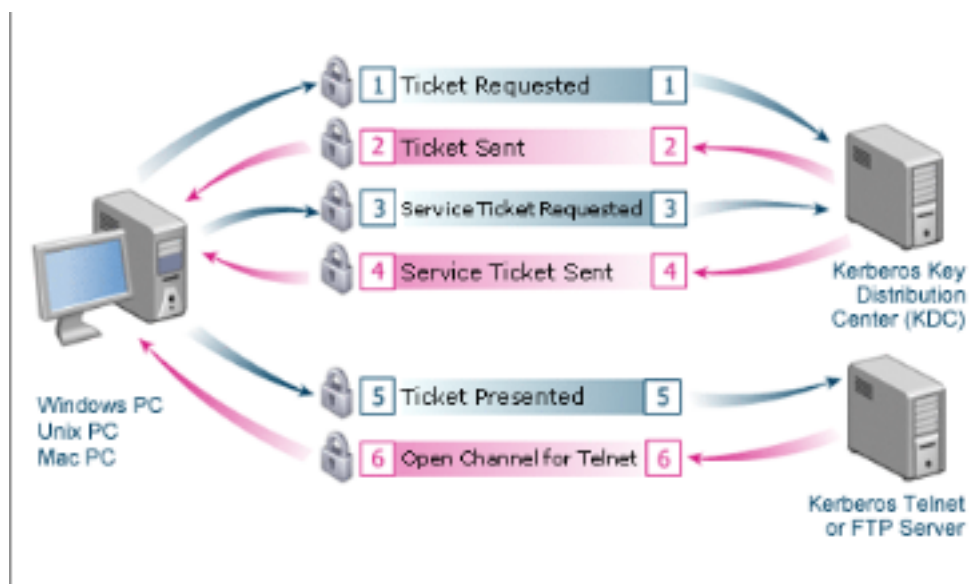 1 Ticket Requested 1
2 Ticket Sent 2
3 Service Ticket Requested 3
4 Service Ticket Sent 4
Kerberos Key
Distribution
Center (KDC)
5 Ticket Presented 5
6 Open Channel for Telnet 6
Windows PC
Unix PC
Mac PC
Kerberos Telnet
or FTP Server